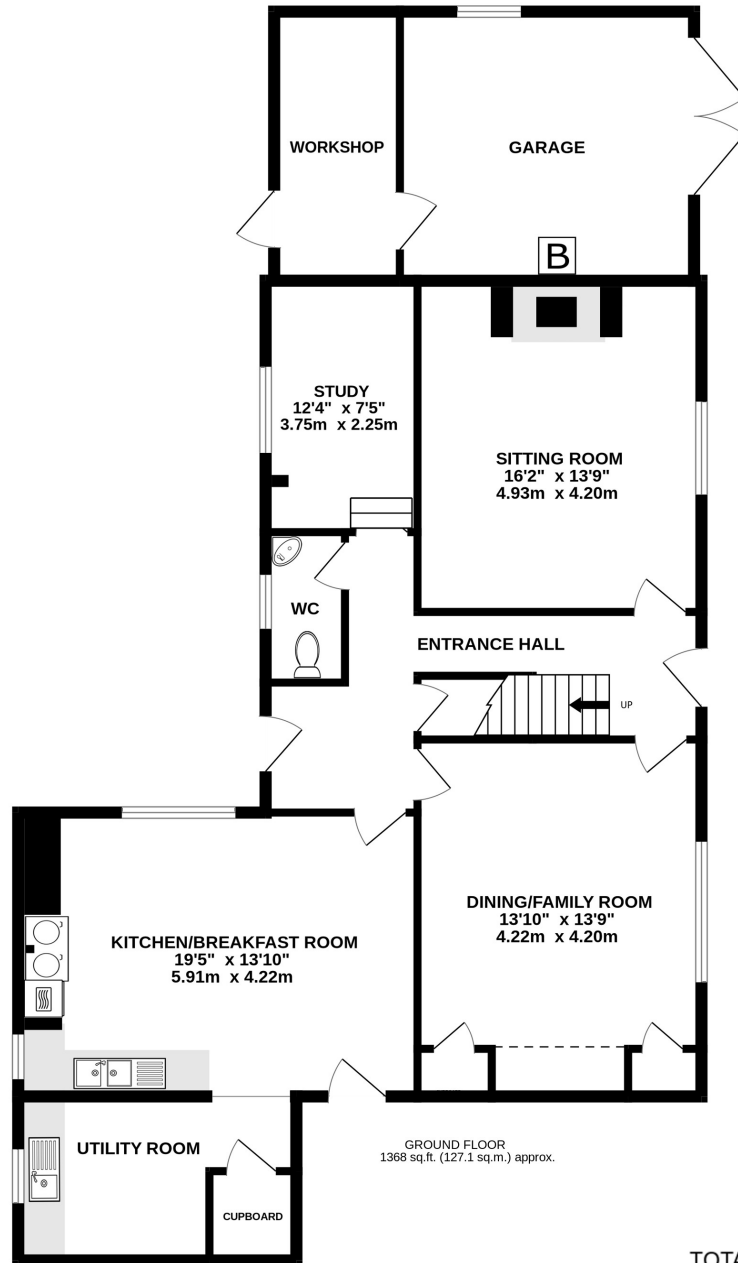 WORKSHOP
GARAGE
B
STUDY
12'4" x 7'5"
3.75m x 2.25m
SITTING ROOM
16'2" x 13'9"
4.93m x 4.20m
WC
ENTRANCE HALL
UP
DINING/FAMILY ROOM
13'10" x 13'9"
4.22m x 4.20m
KITCHEN/BREAKFAST ROOM
19'5" x 13'10"
5.91m x 4.22m
UTILITY ROOM
CUPBOARD
GROUND FLOOR
1368 sq.ft. (127.1 sq.m.) approx.